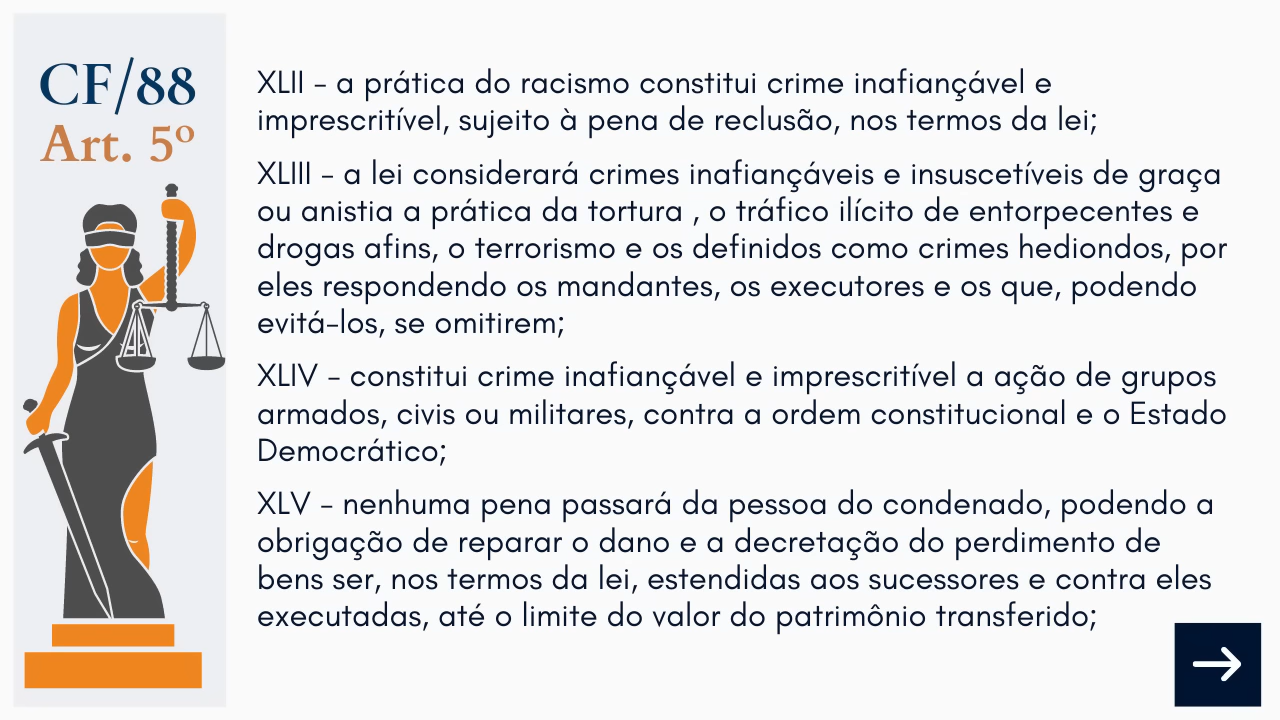 CF/88
Art. 5º
XLII - a prática do racismo constitui crime inafiançável e
imprescritível, sujeito à pena de reclusão, nos termos da lei;
XLIII - a lei considerará crimes inafiançáveis e insuscetíveis de graça
ou anistia a prática da tortura , o tráfico ilícito de entorpecentes e
drogas afins, o terrorismo e os definidos como crimes hediondos, por
eles respondendo os mandantes, os executores e os que, podendo
evitá-los, se omitirem;
XLIV - constitui crime inafiançável e imprescritível a ação de grupos
armados, civis ou militares, contra a ordem constitucional e o Estado
Democrático;
XLV - nenhuma pena passará da pessoa do condenado, podendo a
obrigação de reparar o dano e a decretação do perdimento de
bens ser, nos termos da lei, estendidas aos sucessores e contra eles
executadas, até o limite do valor do patrimônio transferido;